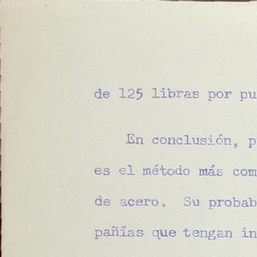 de 125 libras por pu
En conclusión, p
es el método más com
de acero. Su probab
pañías que tengan in